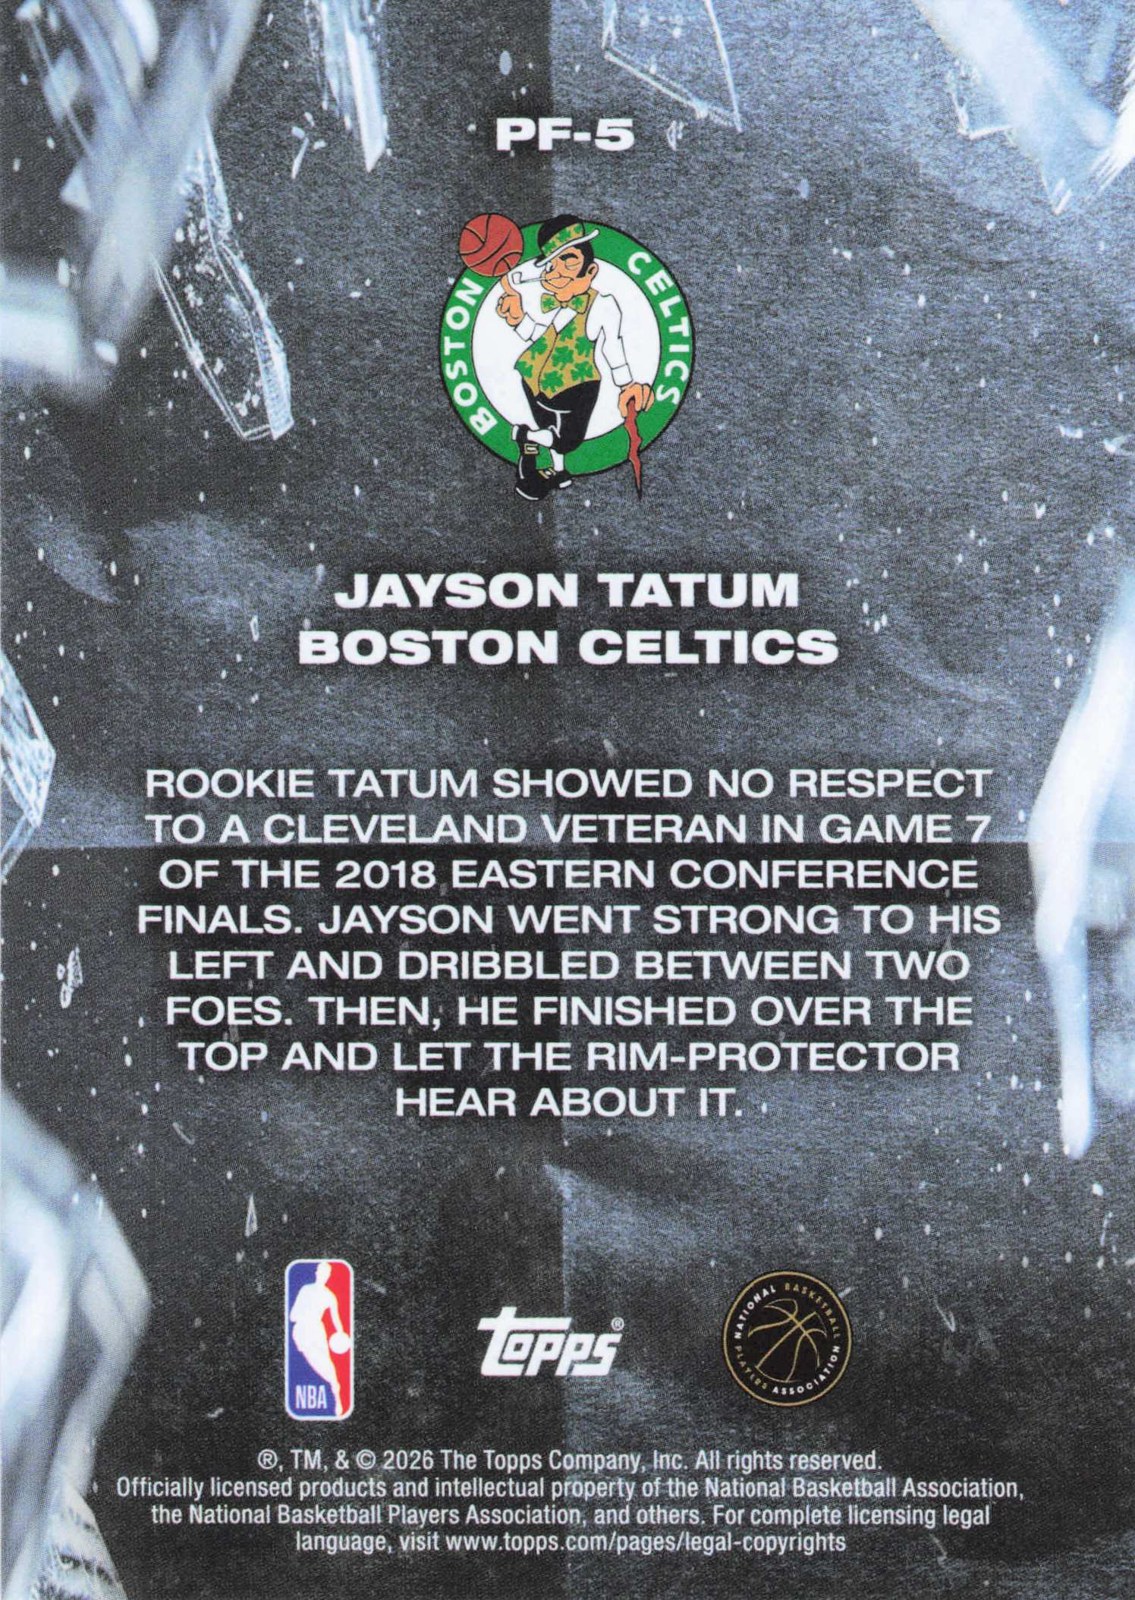 PF-5
BOSTON CELTICS
JAYSON TATUM
BOSTON CELTICS
ROOKIE TATUM SHOWED NO RESPECT
TO A CLEVELAND VETERAN IN GAME 7
OF THE 2018 EASTERN CONFERENCE
FINALS. JAYSON WENT STRONG TO HIS
LEFT AND DRIBBLED BETWEEN TWO
FOES. THEN, HE FINISHED OVER THE
TOP AND LET THE RIM-PROTECTOR
HEAR ABOUT IT.
NBA
topps®
NATIONAL BASKETBALL PLAYERS ASSOCIATION
®, TM, & © 2026 The Topps Company, Inc. All rights reserved.
Officially licensed products and intellectual property of the National Basketball Association,
the National Basketball Players Association, and others. For complete licensing legal
language, visit www.topps.com/pages/legal-copyrights